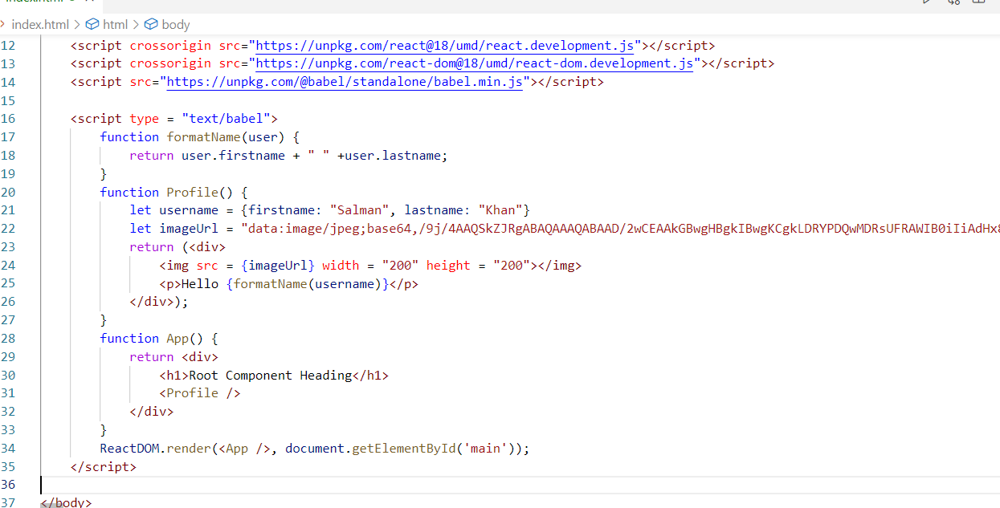 index.html > html > body
12 <script crossorigin src="https://unpkg.com/react@18/umd/react.development.js"></script>
13 <script crossorigin src="https://unpkg.com/react-dom@18/umd/react-dom.development.js"></script>
14 <script src="https://unpkg.com/@babel/standalone/babel.min.js"></script>
15
16 <script type = "text/babel">
17 function formatName(user) {
18 return user.firstname + " " +user.lastname;
19 }
20 function Profile() {
21 let username = {firstname: "Salman", lastname: "Khan"}
22 let imageUrl = "data:image/jpeg;base64,/9j/4AAQSkZJRgABAQAAAQABAAD/2wCEAAkGBwgHBgkIBwgKCgkLDRYPDQwMDRsUFRAWIB0iIiAdHx8
23 return (<div>
24 <img src = {imageUrl} width = "200" height = "200"></img>
25 <p>Hello {formatName(username)}</p>
26 </div>);
27 }
28 function App() {
29 return <div>
30 <h1>Root Component Heading</h1>
31 <Profile />
32 </div>
33 }
34 ReactDOM.render(<App />, document.getElementById('main'));
35 </script>
36
37 </body>